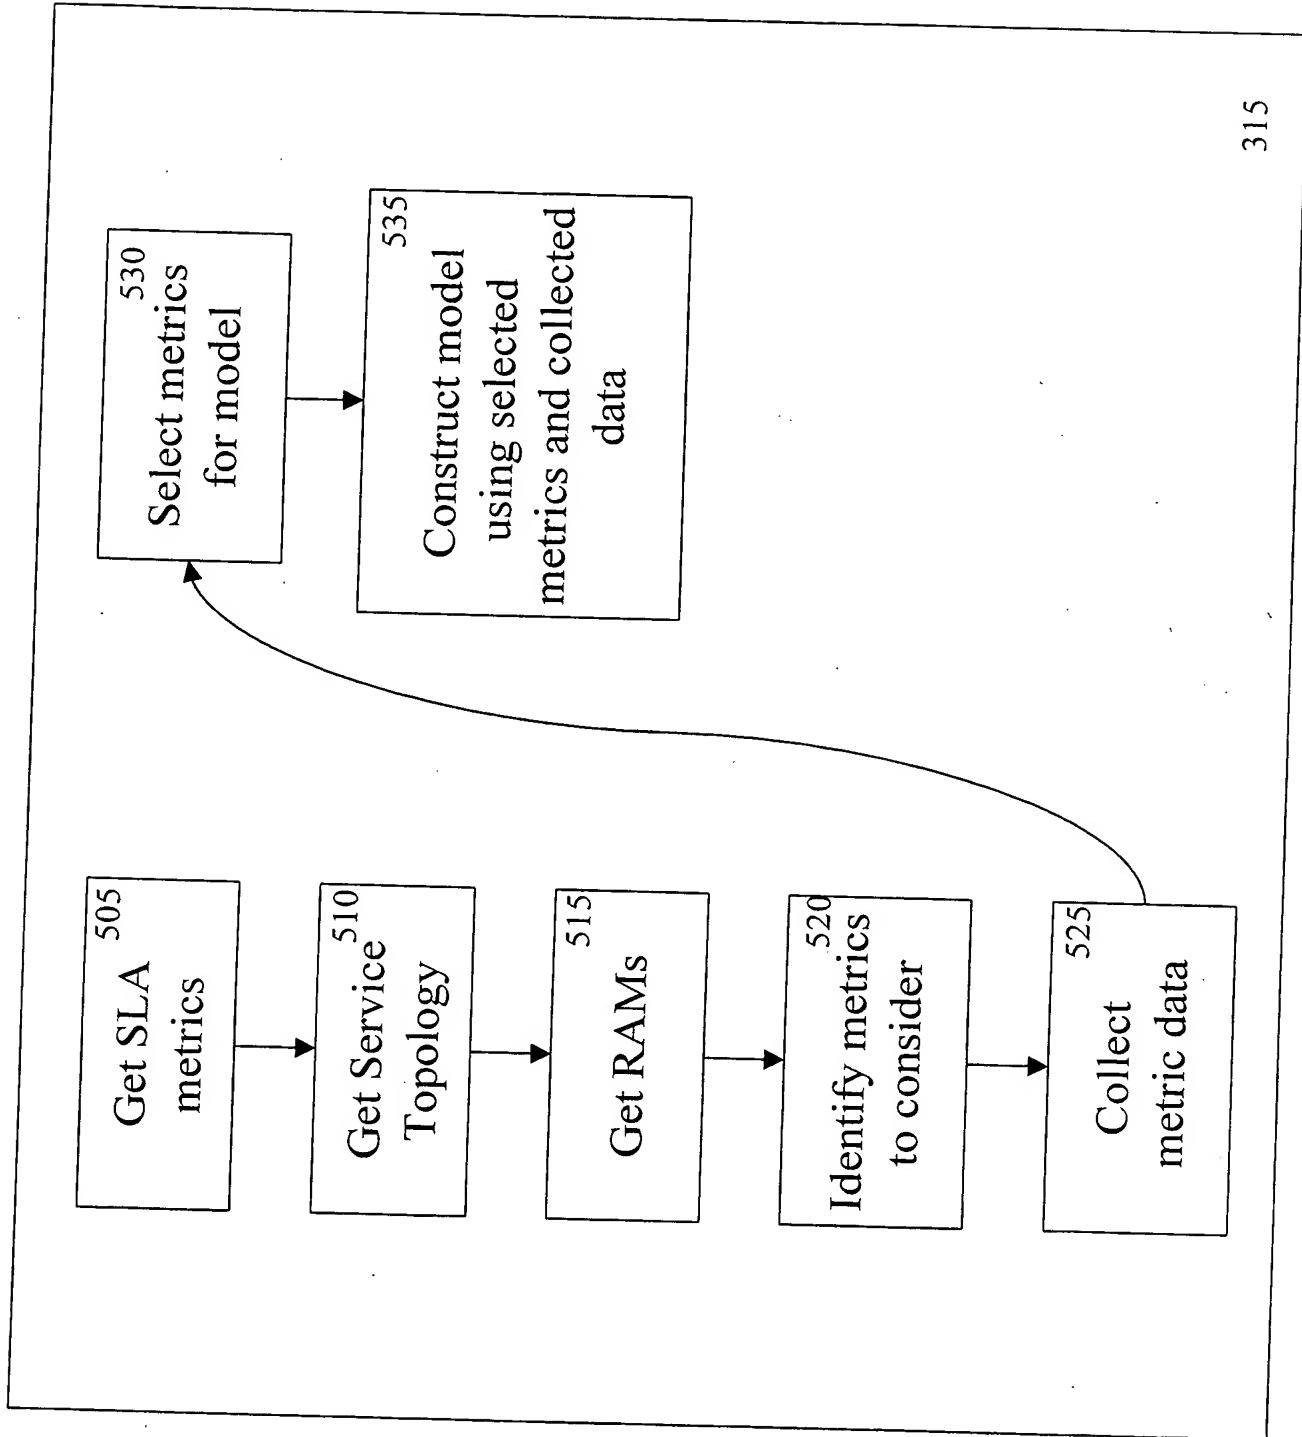 505
Get SLA
metrics
510
Get Service
Topology
515
Get RAMs
520
Identify metrics
to consider
525
Collect
metric data
530
Select metrics
for model
535
Construct model
using selected
metrics and collected
data
315